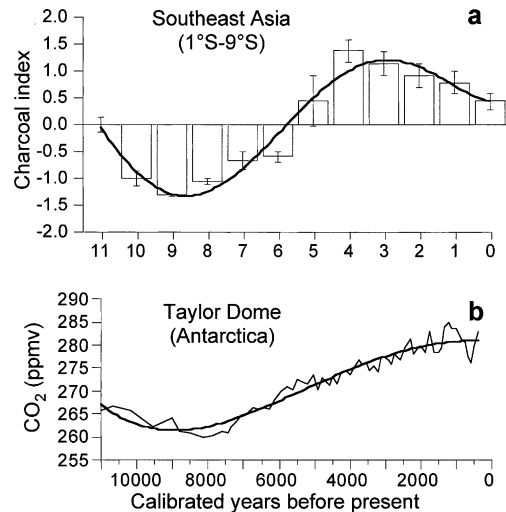 Southeast Asia
(1°S-9°S)
a
Charcoal index
2.0
1.5
1.0
0.5
0.0
-0.5
-1.0
-1.5
-2.0
11 10 9 8 7 6 5 4 3 2 1 0
Taylor Dome
(Antarctica)
b
CO2 (ppmv)
290
285
280
275
270
265
260
255
10000 8000 6000 4000 2000 0
Calibrated years before present